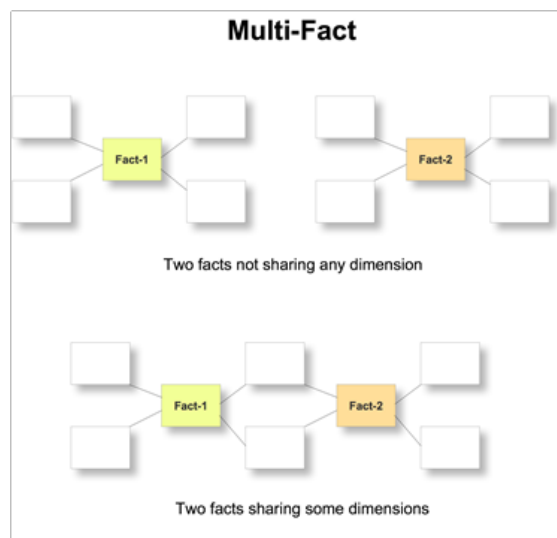 Multi-Fact
Fact-1
Fact-2
Two facts not sharing any dimension
Fact-1
Fact-2
Two facts sharing some dimensions